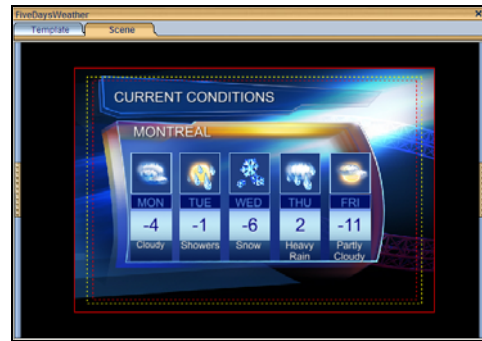 FiveDaysWeather
Template Scene
CURRENT CONDITIONS
MONTREAL
MON TUE WED THU FRI
-4 -1 -6 2 -11
Cloudy Showers Snow Heavy Rain Partly Cloudy